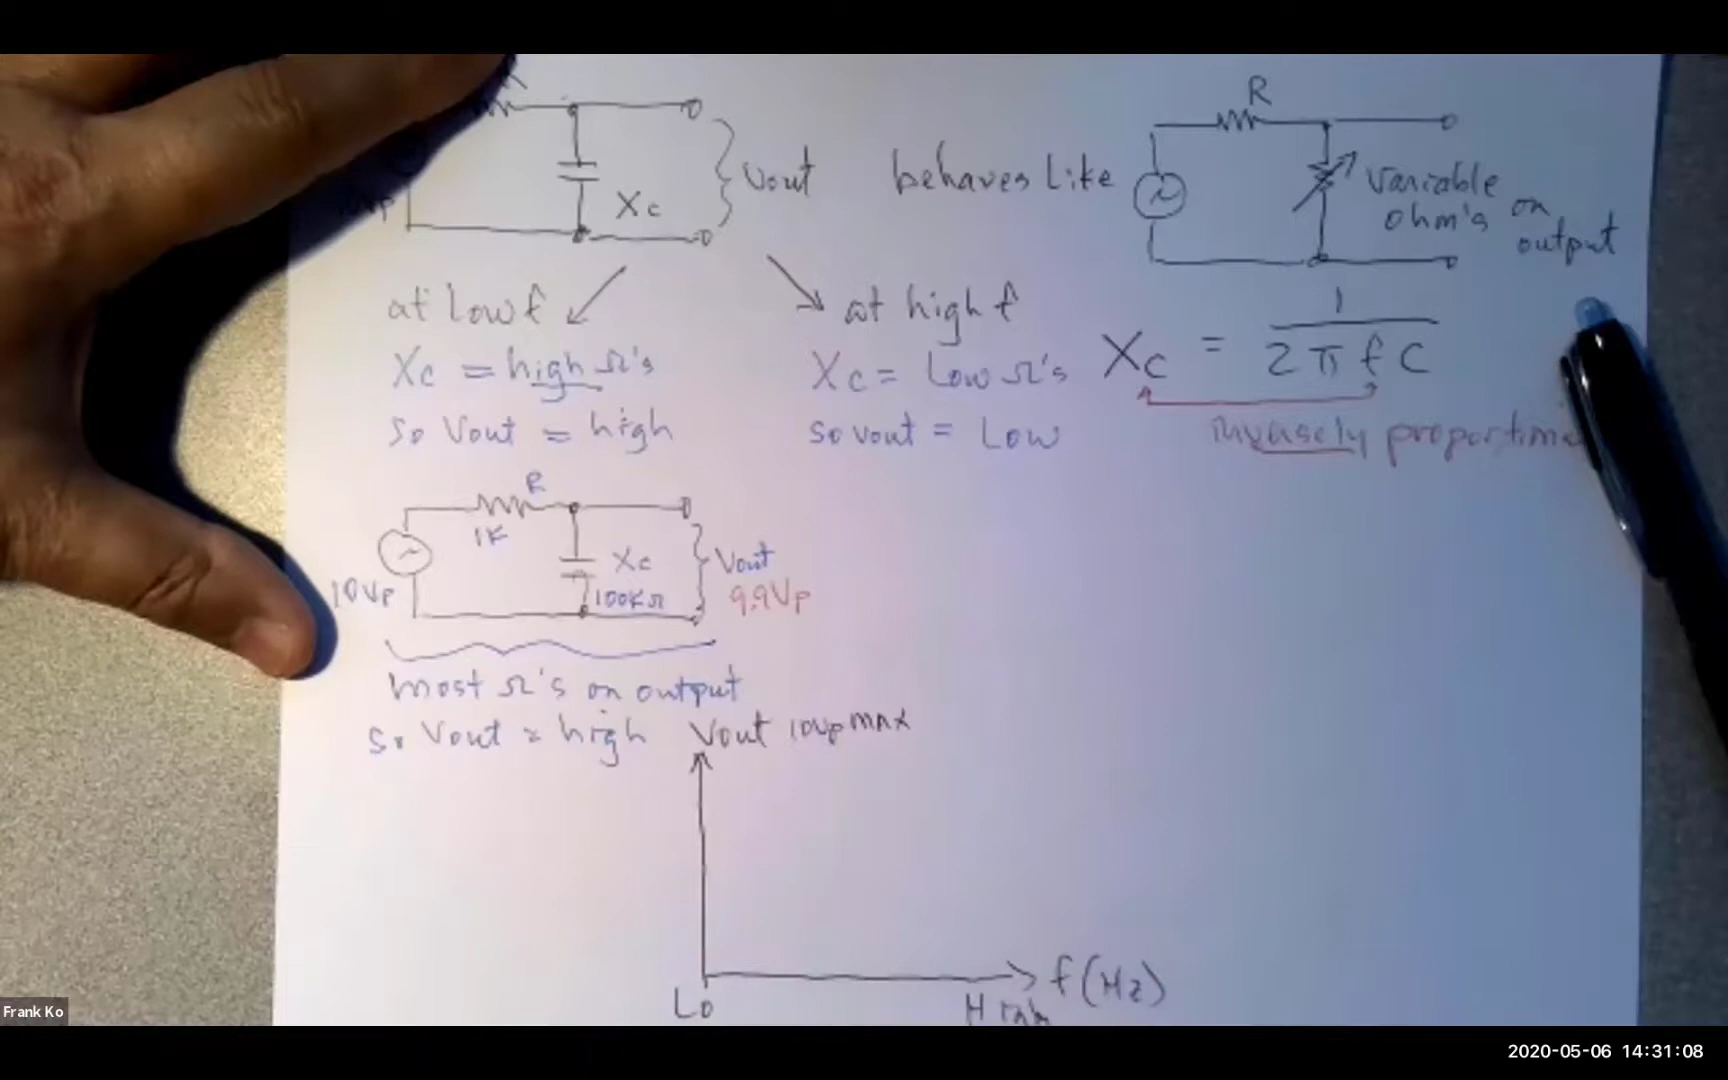 Xc
} Vout
behaves Like
R
Variable
ohm's on
output
at Low f
Xc = high Ω's
so Vout = high
at high f
Xc = Low Ω's
so vout = Low
Xc = 1
2 π f C
proportional
R
1K
10Vp
Xc
100KΩ
Vout
9.9Vp
most Ω's on output
so Vout = high
Vout 10Vp max
Lo
High
f (Hz)
Frank Ko
2020-05-06 14:31:08